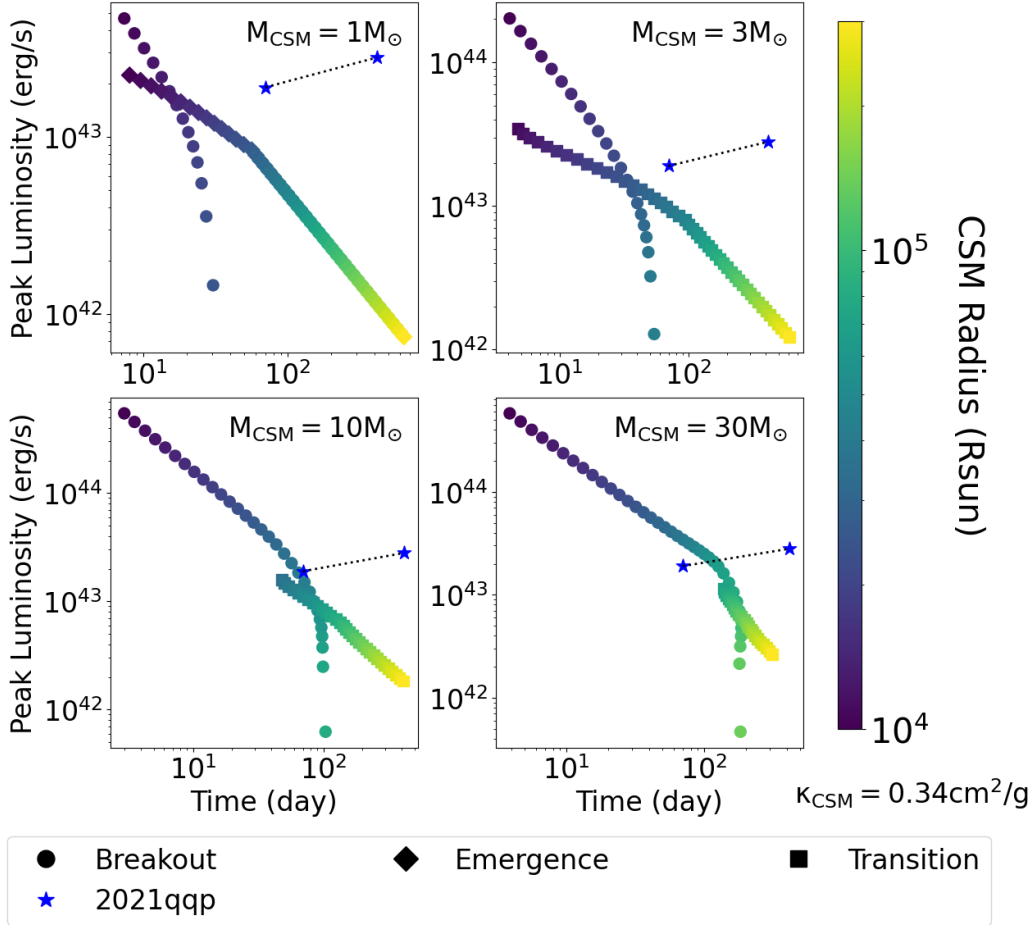 M_CSM = 1M_⊙
M_CSM = 3M_⊙
Peak Luminosity (erg/s)
10^43
10^42
10^1
10^2
10^44
10^43
10^42
10^1
10^2
M_CSM = 10M_⊙
M_CSM = 30M_⊙
Peak Luminosity (erg/s)
10^44
10^43
10^42
10^1
10^2
Time (day)
10^44
10^43
10^42
10^1
10^2
Time (day)
10^5
10^4
CSM Radius (Rsun)
κ_CSM = 0.34cm^2/g
Breakout
Emergence
Transition
2021qqp